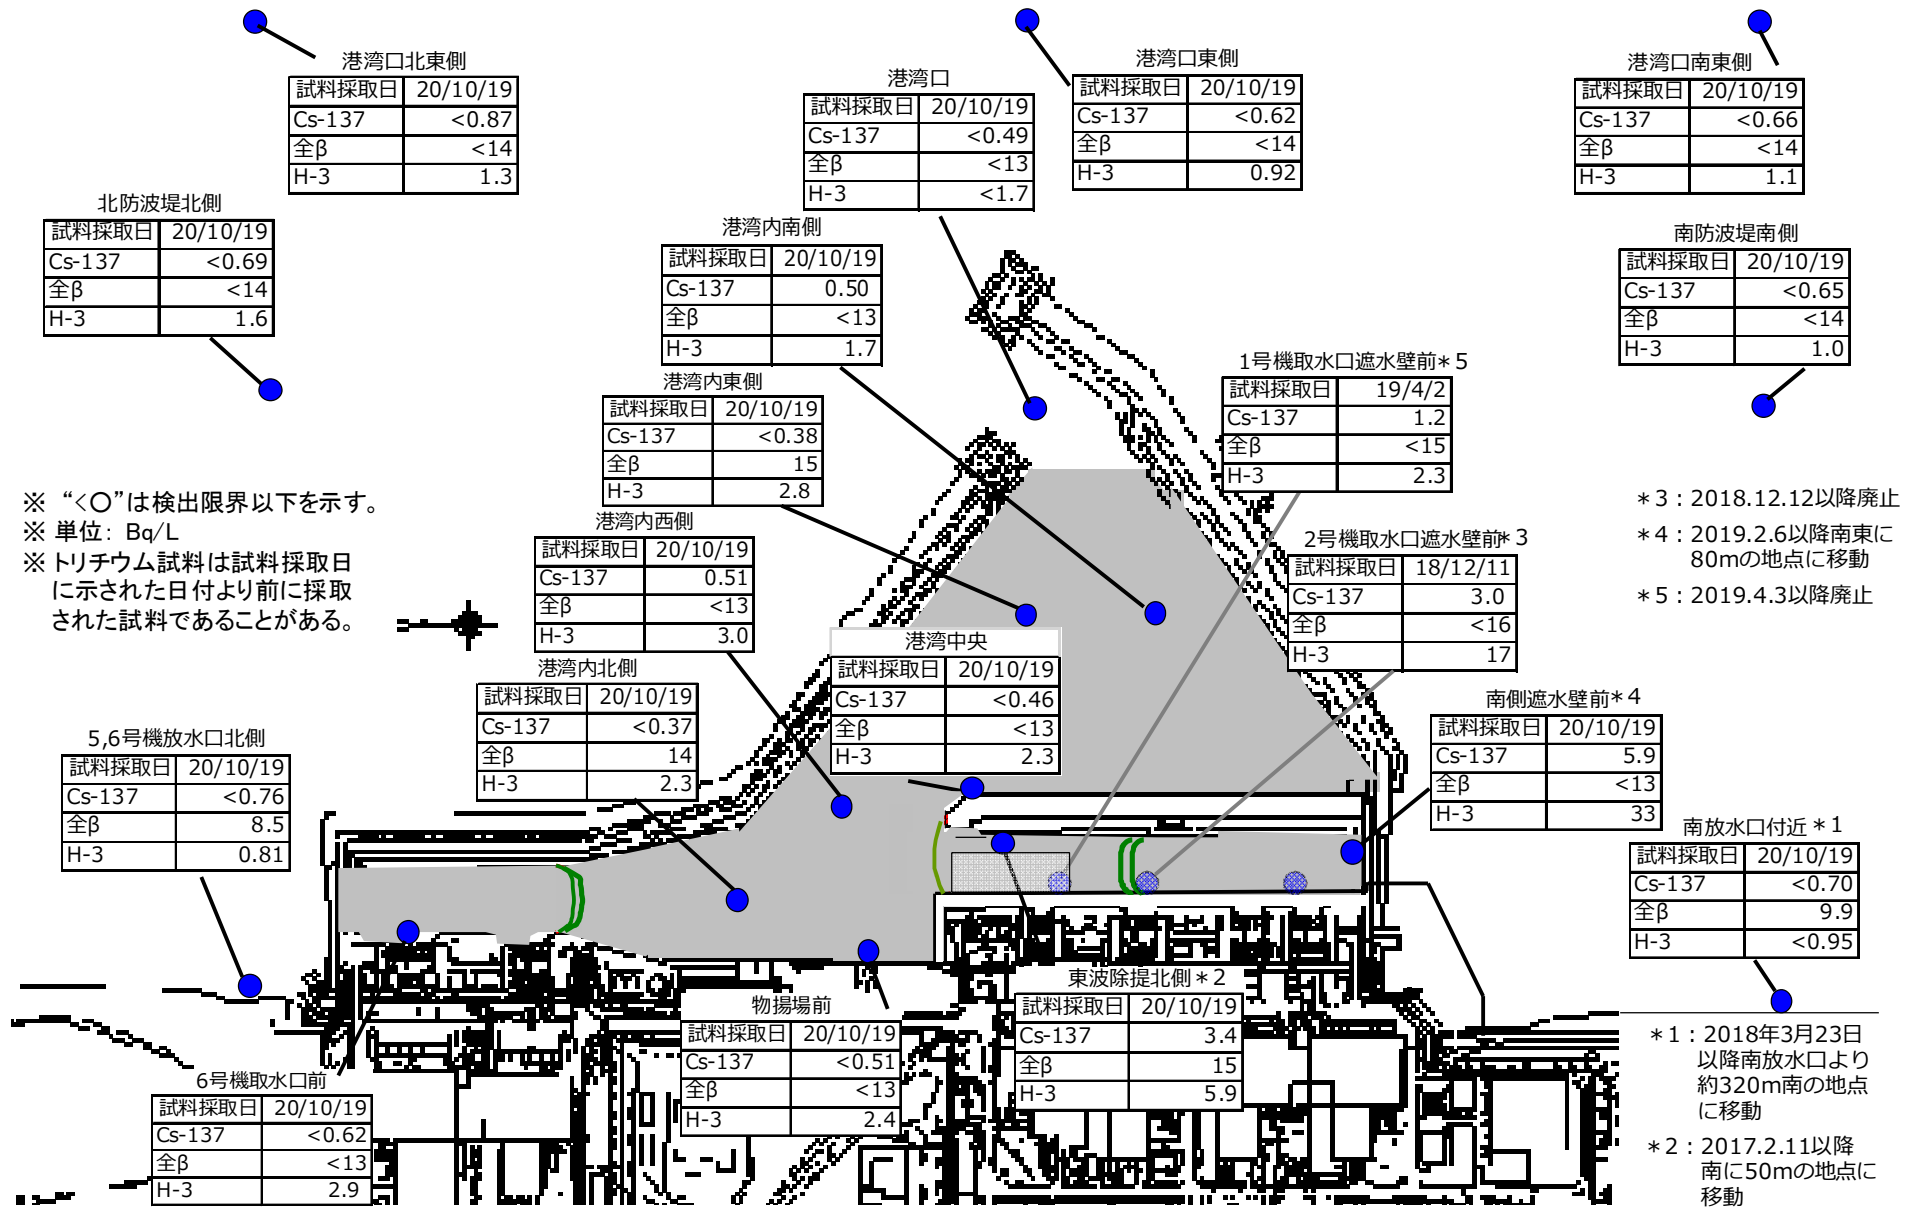 港湾口北東側
試料採取日 20/10/19
Cs-137 <0.87
全β <14
H-3 1.3
港湾口
試料採取日 20/10/19
Cs-137 <0.49
全β <13
H-3 <1.7
港湾口東側
試料採取日 20/10/19
Cs-137 <0.62
全β <14
H-3 0.92
港湾口南東側
試料採取日 20/10/19
Cs-137 <0.66
全β <14
H-3 1.1
北防波堤北側
試料採取日 20/10/19
Cs-137 <0.69
全β <14
H-3 1.6
港湾内南側
試料採取日 20/10/19
Cs-137 0.50
全β <13
H-3 1.7
南防波堤南側
試料採取日 20/10/19
Cs-137 <0.65
全β <14
H-3 1.0
港湾内東側
試料採取日 20/10/19
Cs-137 <0.38
全β 15
H-3 2.8
1号機取水口遮水壁前*5
試料採取日 19/4/2
Cs-137 1.2
全β <15
H-3 2.3
※ “<○”は検出限界以下を示す。
※ 単位: Bq/L
※ トリチウム試料は試料採取日
に示された日付より前に採取
された試料であることがある。
港湾内西側
試料採取日 20/10/19
Cs-137 0.51
全β <13
H-3 3.0
2号機取水口遮水壁前*3
試料採取日 18/12/11
Cs-137 3.0
全β <16
H-3 17
*3:2018.12.12以降廃止
*4:2019.2.6以降南東に
80mの地点に移動
*5:2019.4.3以降廃止
港湾中央
試料採取日 20/10/19
Cs-137 <0.46
全β <13
H-3 2.3
港湾内北側
試料採取日 20/10/19
Cs-137 <0.37
全β 14
H-3 2.3
南側遮水壁前*4
試料採取日 20/10/19
Cs-137 5.9
全β <13
H-3 33
5,6号機放水口北側
試料採取日 20/10/19
Cs-137 <0.76
全β 8.5
H-3 0.81
南放水口付近*1
試料採取日 20/10/19
Cs-137 <0.70
全β 9.9
H-3 <0.95
東波除堤北側*2
試料採取日 20/10/19
Cs-137 3.4
全β 15
H-3 5.9
物揚場前
試料採取日 20/10/19
Cs-137 <0.51
全β <13
H-3 2.4
6号機取水口前
試料採取日 20/10/19
Cs-137 <0.62
全β <13
H-3 2.9
*1:2018年3月23日
以降南放水口より
約320m南の地点
に移動
*2:2017.2.11以降
南に50mの地点に
移動